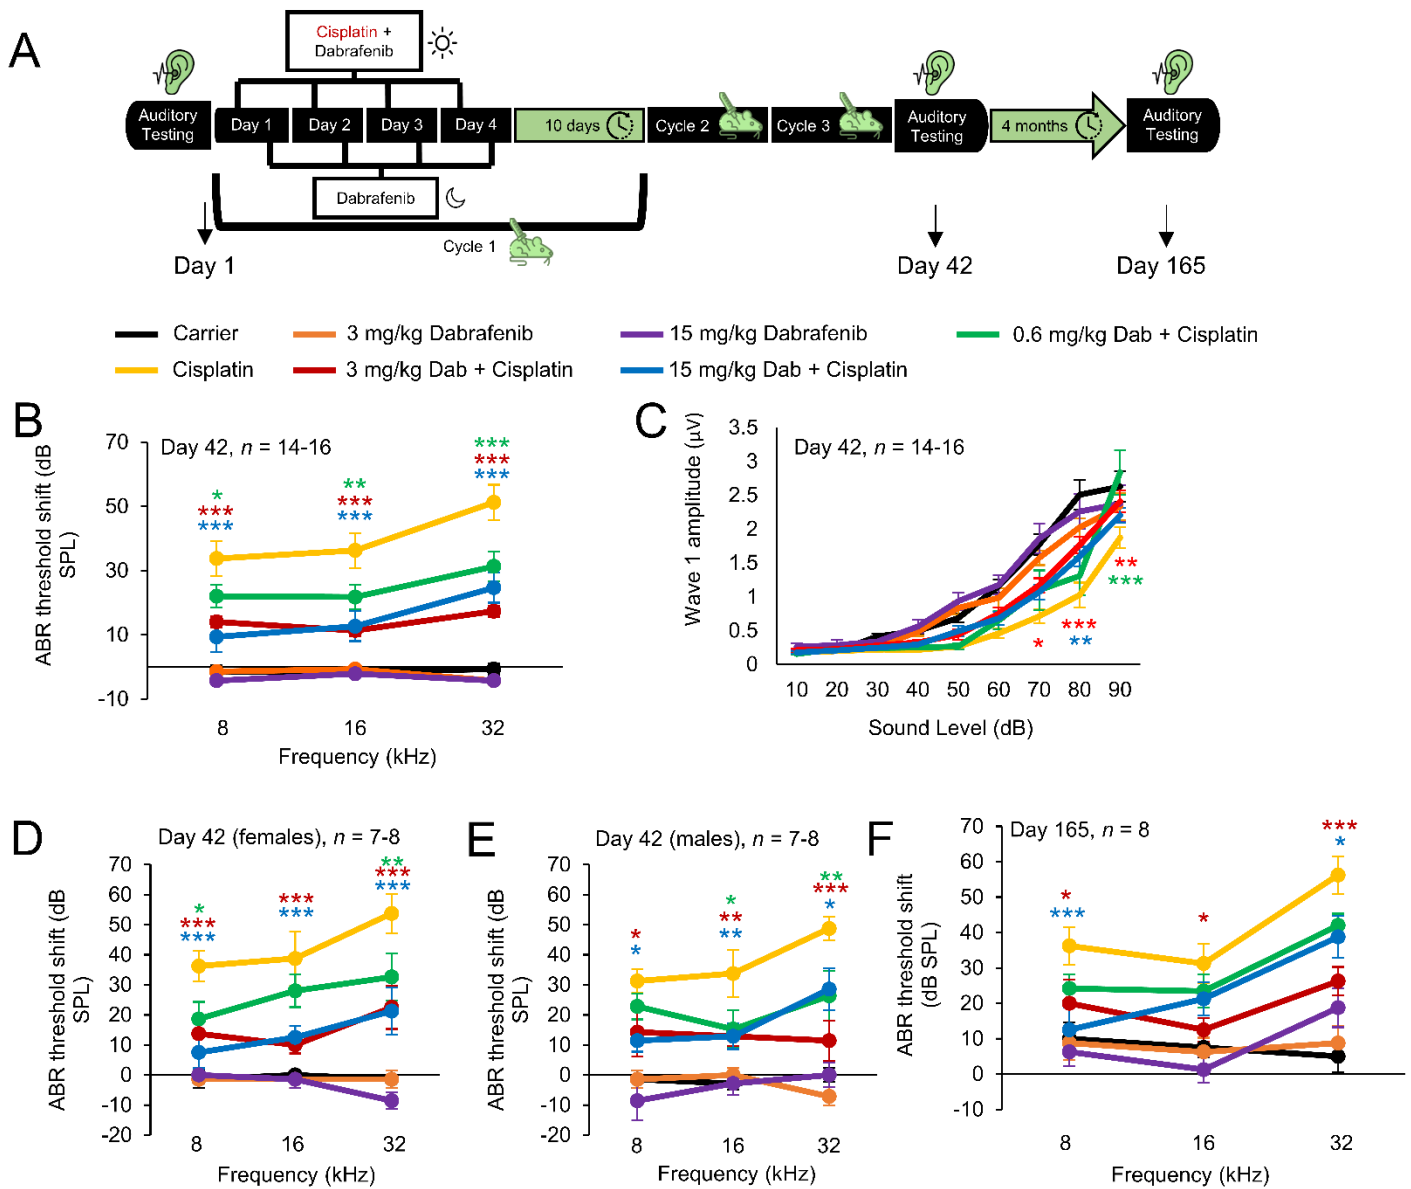 A
Cisplatin +
Dabrafenib
Auditory
Testing
Day 1
Day 2
Day 3
Day 4
10 days
Cycle 2
Cycle 3
Auditory
Testing
4 months
Auditory
Testing
Dabrafenib
Cycle 1
Day 1
Day 42
Day 165
Carrier
3 mg/kg Dabrafenib
15 mg/kg Dabrafenib
0.6 mg/kg Dab + Cisplatin
Cisplatin
3 mg/kg Dab + Cisplatin
15 mg/kg Dab + Cisplatin
B
ABR threshold shift (dB
SPL)
Day 42, n = 14-16
70
50
30
10
-10
*
***
***
**
***
***
***
***
***
8
16
32
Frequency (kHz)
C
Wave 1 amplitude (µV)
Day 42, n = 14-16
3.5
3
2.5
2
1.5
1
0.5
0
*
***
**
**
***
10 20 30 40 50 60 70 80 90
Sound Level (dB)
D
ABR threshold shift (dB
SPL)
Day 42 (females), n = 7-8
70
60
50
40
30
20
10
0
-10
-20
*
***
***
***
***
**
***
***
8
16
32
Frequency (kHz)
E
ABR threshold shift (dB
SPL)
Day 42 (males), n = 7-8
70
60
50
40
30
20
10
0
-10
-20
*
*
*
**
**
**
***
*
8
16
32
Frequency (kHz)
F
ABR threshold shift
(dB SPL)
Day 165, n = 8
70
60
50
40
30
20
10
0
-10
*
***
*
***
*
8
16
32
Frequency (kHz)